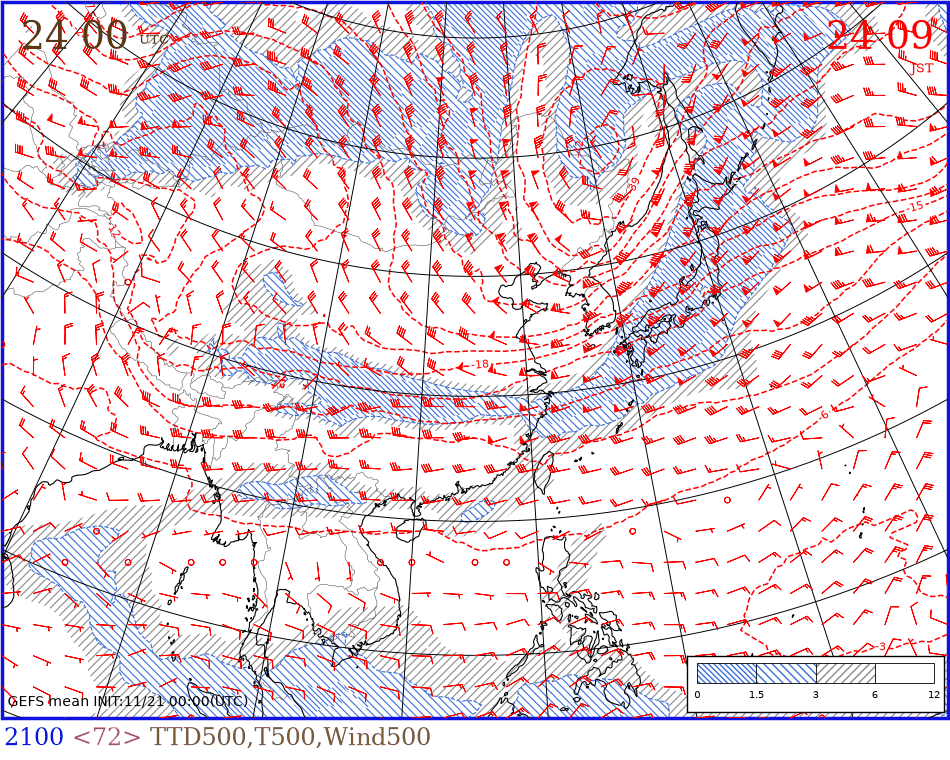 24 00 UTC
24 09 JST
-39
-15
-18
-6
-3
GEFS mean INIT:11/21 00:00(UTC)
0 1.5 3 6 12
2100 <72> TTD500,T500,Wind500